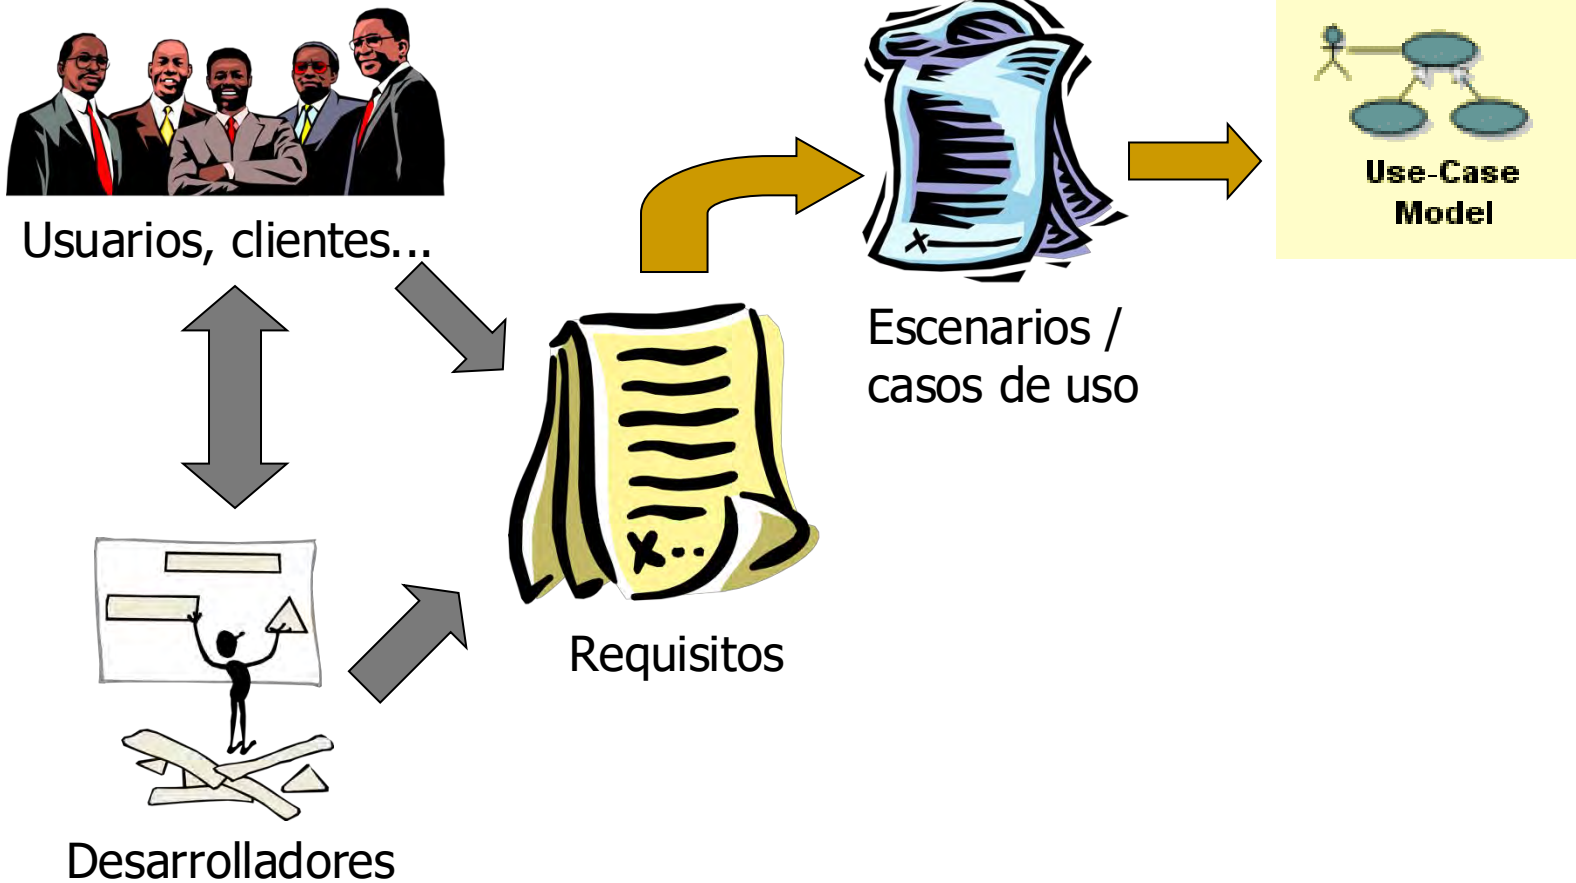 Usuarios, clientes...
Escenarios /
casos de uso
Use-Case
Model
Requisitos
Desarrolladores